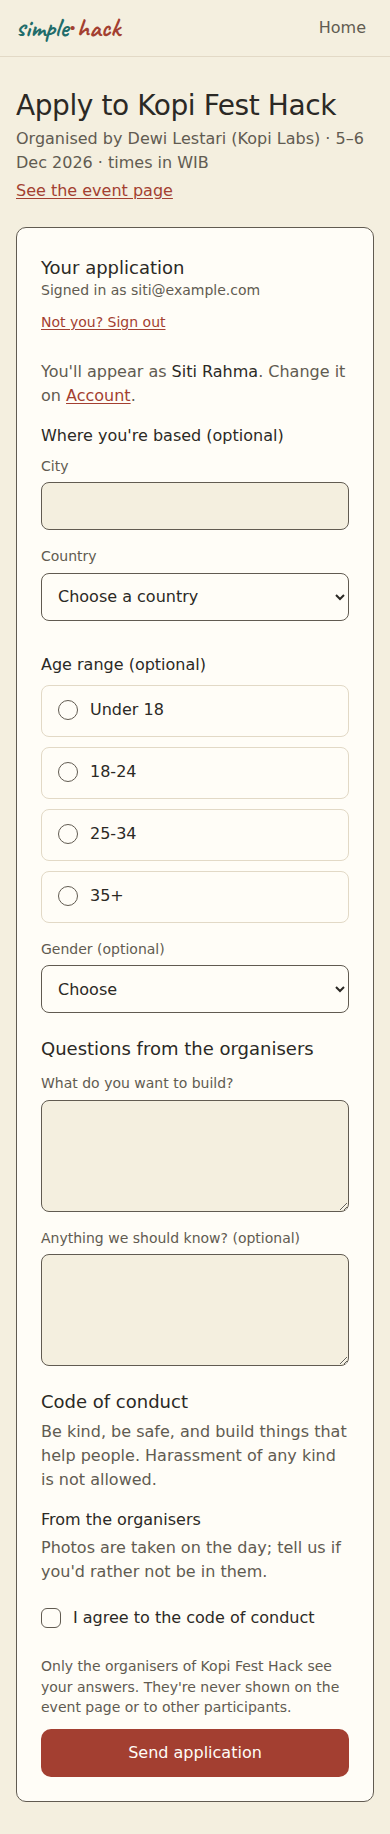 simple·hack
Home
Apply to Kopi Fest Hack
Organised by Dewi Lestari (Kopi Labs) · 5–6
Dec 2026 · times in WIB
See the event page
Your application
Signed in as siti@example.com
Not you? Sign out
You'll appear as Siti Rahma. Change it
on Account.
Where you're based (optional)
City
Country
Choose a country
Age range (optional)
Under 18
18-24
25-34
35+
Gender (optional)
Choose
Questions from the organisers
What do you want to build?
Anything we should know? (optional)
Code of conduct
Be kind, be safe, and build things that
help people. Harassment of any kind
is not allowed.
From the organisers
Photos are taken on the day; tell us if
you'd rather not be in them.
I agree to the code of conduct
Only the organisers of Kopi Fest Hack see
your answers. They're never shown on the
event page or to other participants.
Send application